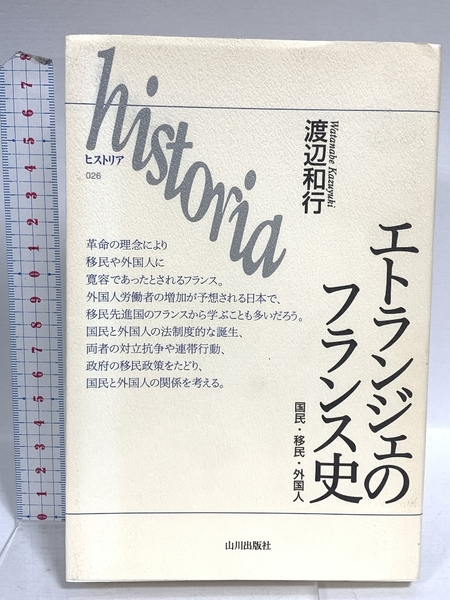 historia
ヒストリア
026
Watanabe Kazuyuki
渡辺和行
エトランジェの
フランス史
国民・移民・外国人
革命の理念により
移民や外国人に
寛容であったとされるフランス。
外国人労働者の増加が予想される日本で、
移民先進国のフランスから学ぶことも多いだろう。
国民と外国人の法制度的な誕生、
両者の対立抗争や連帯行動、
政府の移民政策をたどり、
国民と外国人の関係を考える。
山川出版社